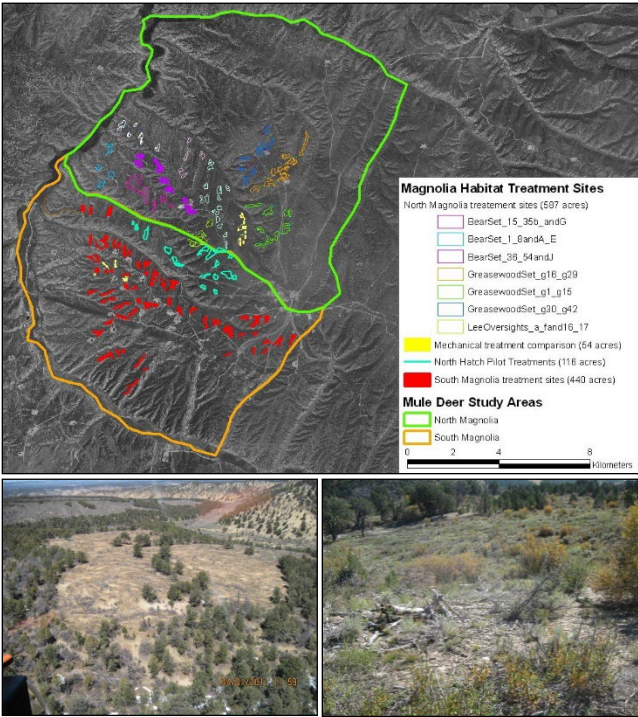 Magnolia Habitat Treatment Sites
North Magnolia treatement sites (587 acres)
BearSet_15_35b_andG
BearSet_1_8andA_E
BearSet_36_54andJ
GreasewoodSet_g16_g29
GreasewoodSet_g1_g15
GreasewoodSet_g30_g42
LeeOversights_a_fand16_17
Mechanical treatment comparison (54 acres)
North Hatch Pilot Treatments (116 acres)
South Magnolia treatment sites (440 acres)
Mule Deer Study Areas
North Magnolia
South Magnolia
0 2 4 8
Kilometers